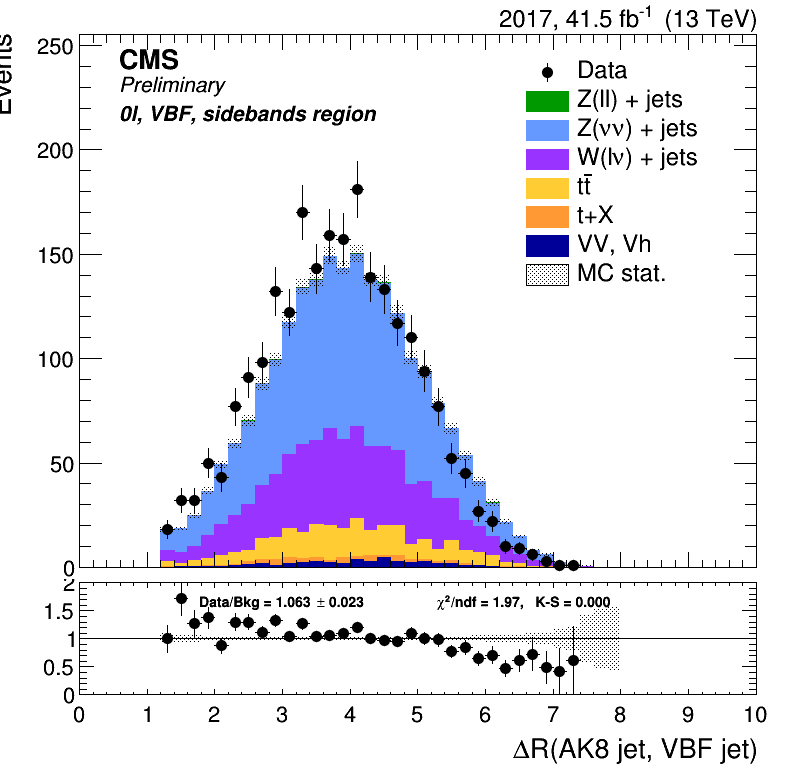 2017, 41.5 fb⁻¹ (13 TeV)
Events
CMS
Preliminary
0l, VBF, sidebands region
Data
Z(ll) + jets
Z(νν) + jets
W(lν) + jets
tt̄
t+X
VV, Vh
MC stat.
250
200
150
100
50
0
2
1.5
1
0.5
0
Data/Bkg = 1.063 ± 0.023
χ²/ndf = 1.97, K-S = 0.000
0 1 2 3 4 5 6 7 8 9 10
ΔR(AK8 jet, VBF jet)